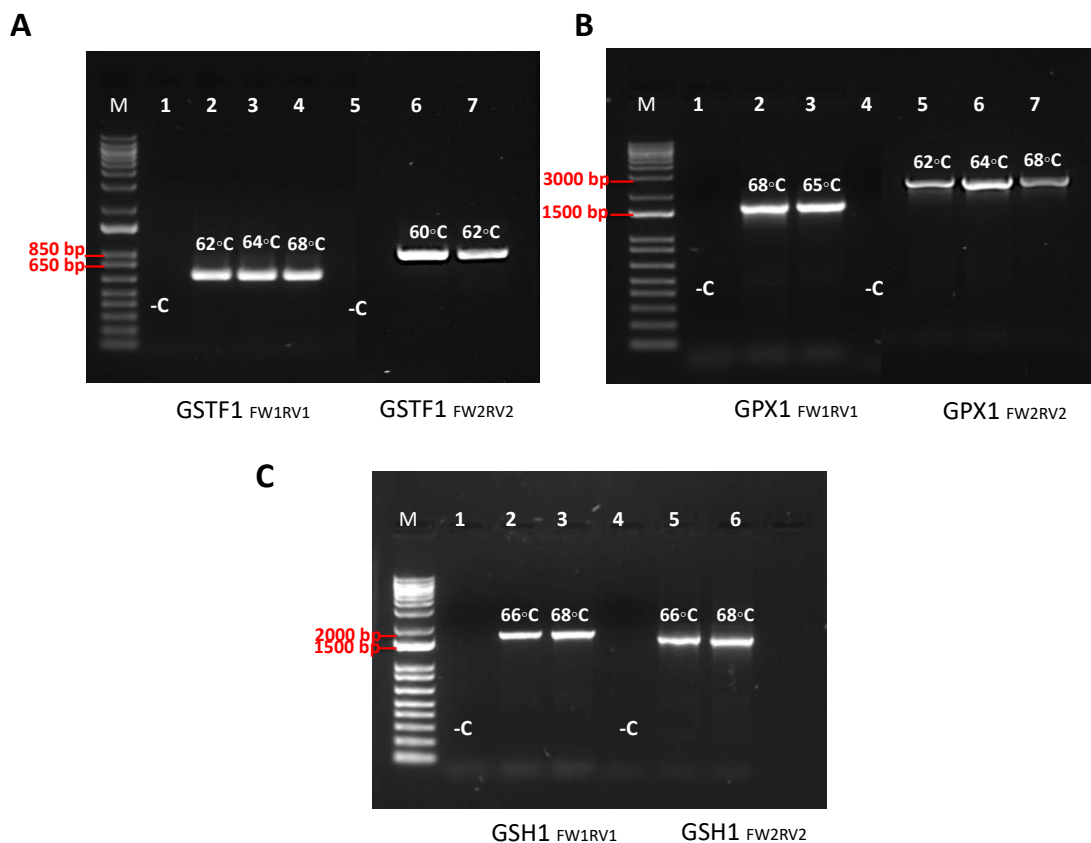 A
M 1 2 3 4 5 6 7
62°C 64°C 68°C 60°C 62°C
850 bp
650 bp
-C -C
GSTF1 FW1RV1 GSTF1 FW2RV2
B
M 1 2 3 4 5 6 7
62°C 64°C 68°C
3000 bp
68°C 65°C
1500 bp
-C -C
GPX1 FW1RV1 GPX1 FW2RV2
C
M 1 2 3 4 5 6
66°C 68°C 66°C 68°C
2000 bp
1500 bp
-C -C
GSH1 FW1RV1 GSH1 FW2RV2